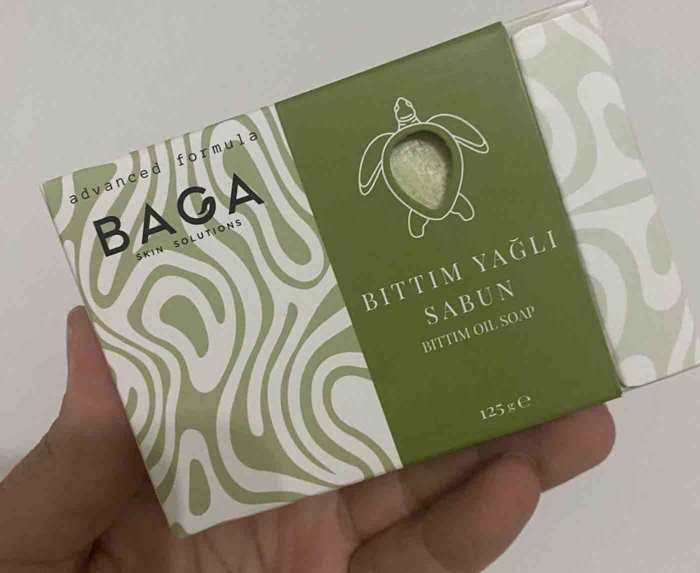 advanced formula
BAGA
SKIN SOLUTIONS
BITTIM YAĞLI
SABUN
BITTIM OIL SOAP
125 g ℮